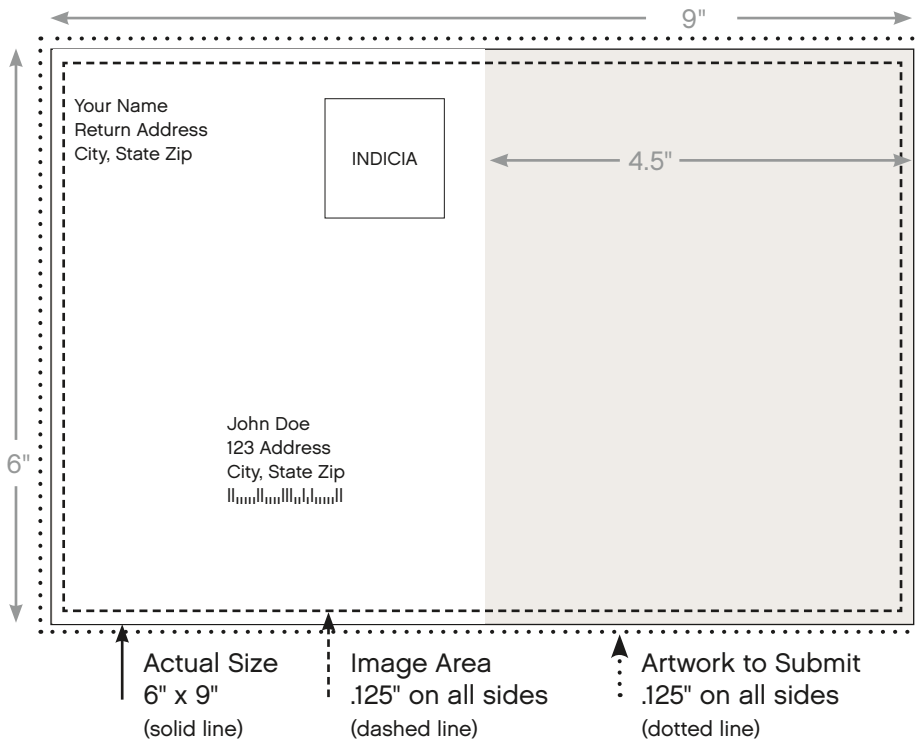 9"
Your Name
Return Address
City, State Zip
INDICIA
4.5"
John Doe
123 Address
City, State Zip
6"
Actual Size
6" x 9"
(solid line)
Image Area
.125" on all sides
(dashed line)
Artwork to Submit
.125" on all sides
(dotted line)